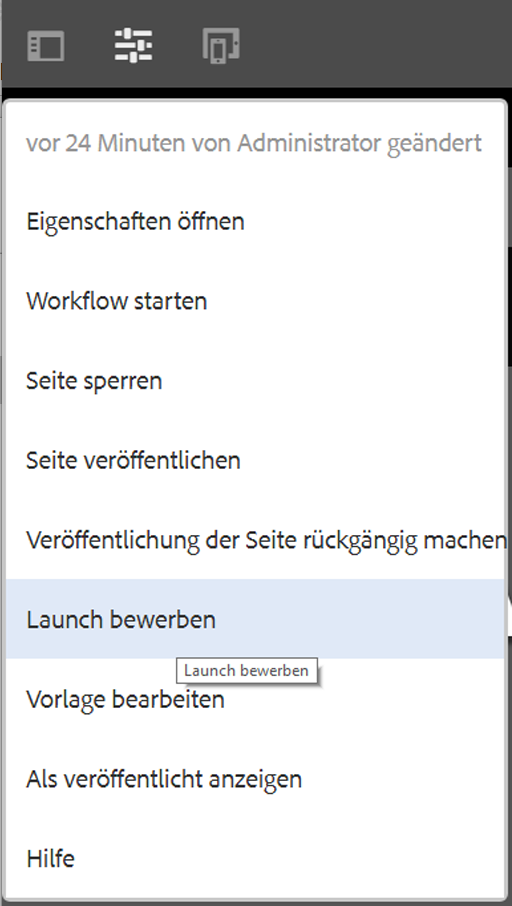 vor 24 Minuten von Administrator geändert
Eigenschaften öffnen
Workflow starten
Seite sperren
Seite veröffentlichen
Veröffentlichung der Seite rückgängig machen
Launch bewerben
Launch bewerben
Vorlage bearbeiten
Als veröffentlicht anzeigen
Hilfe